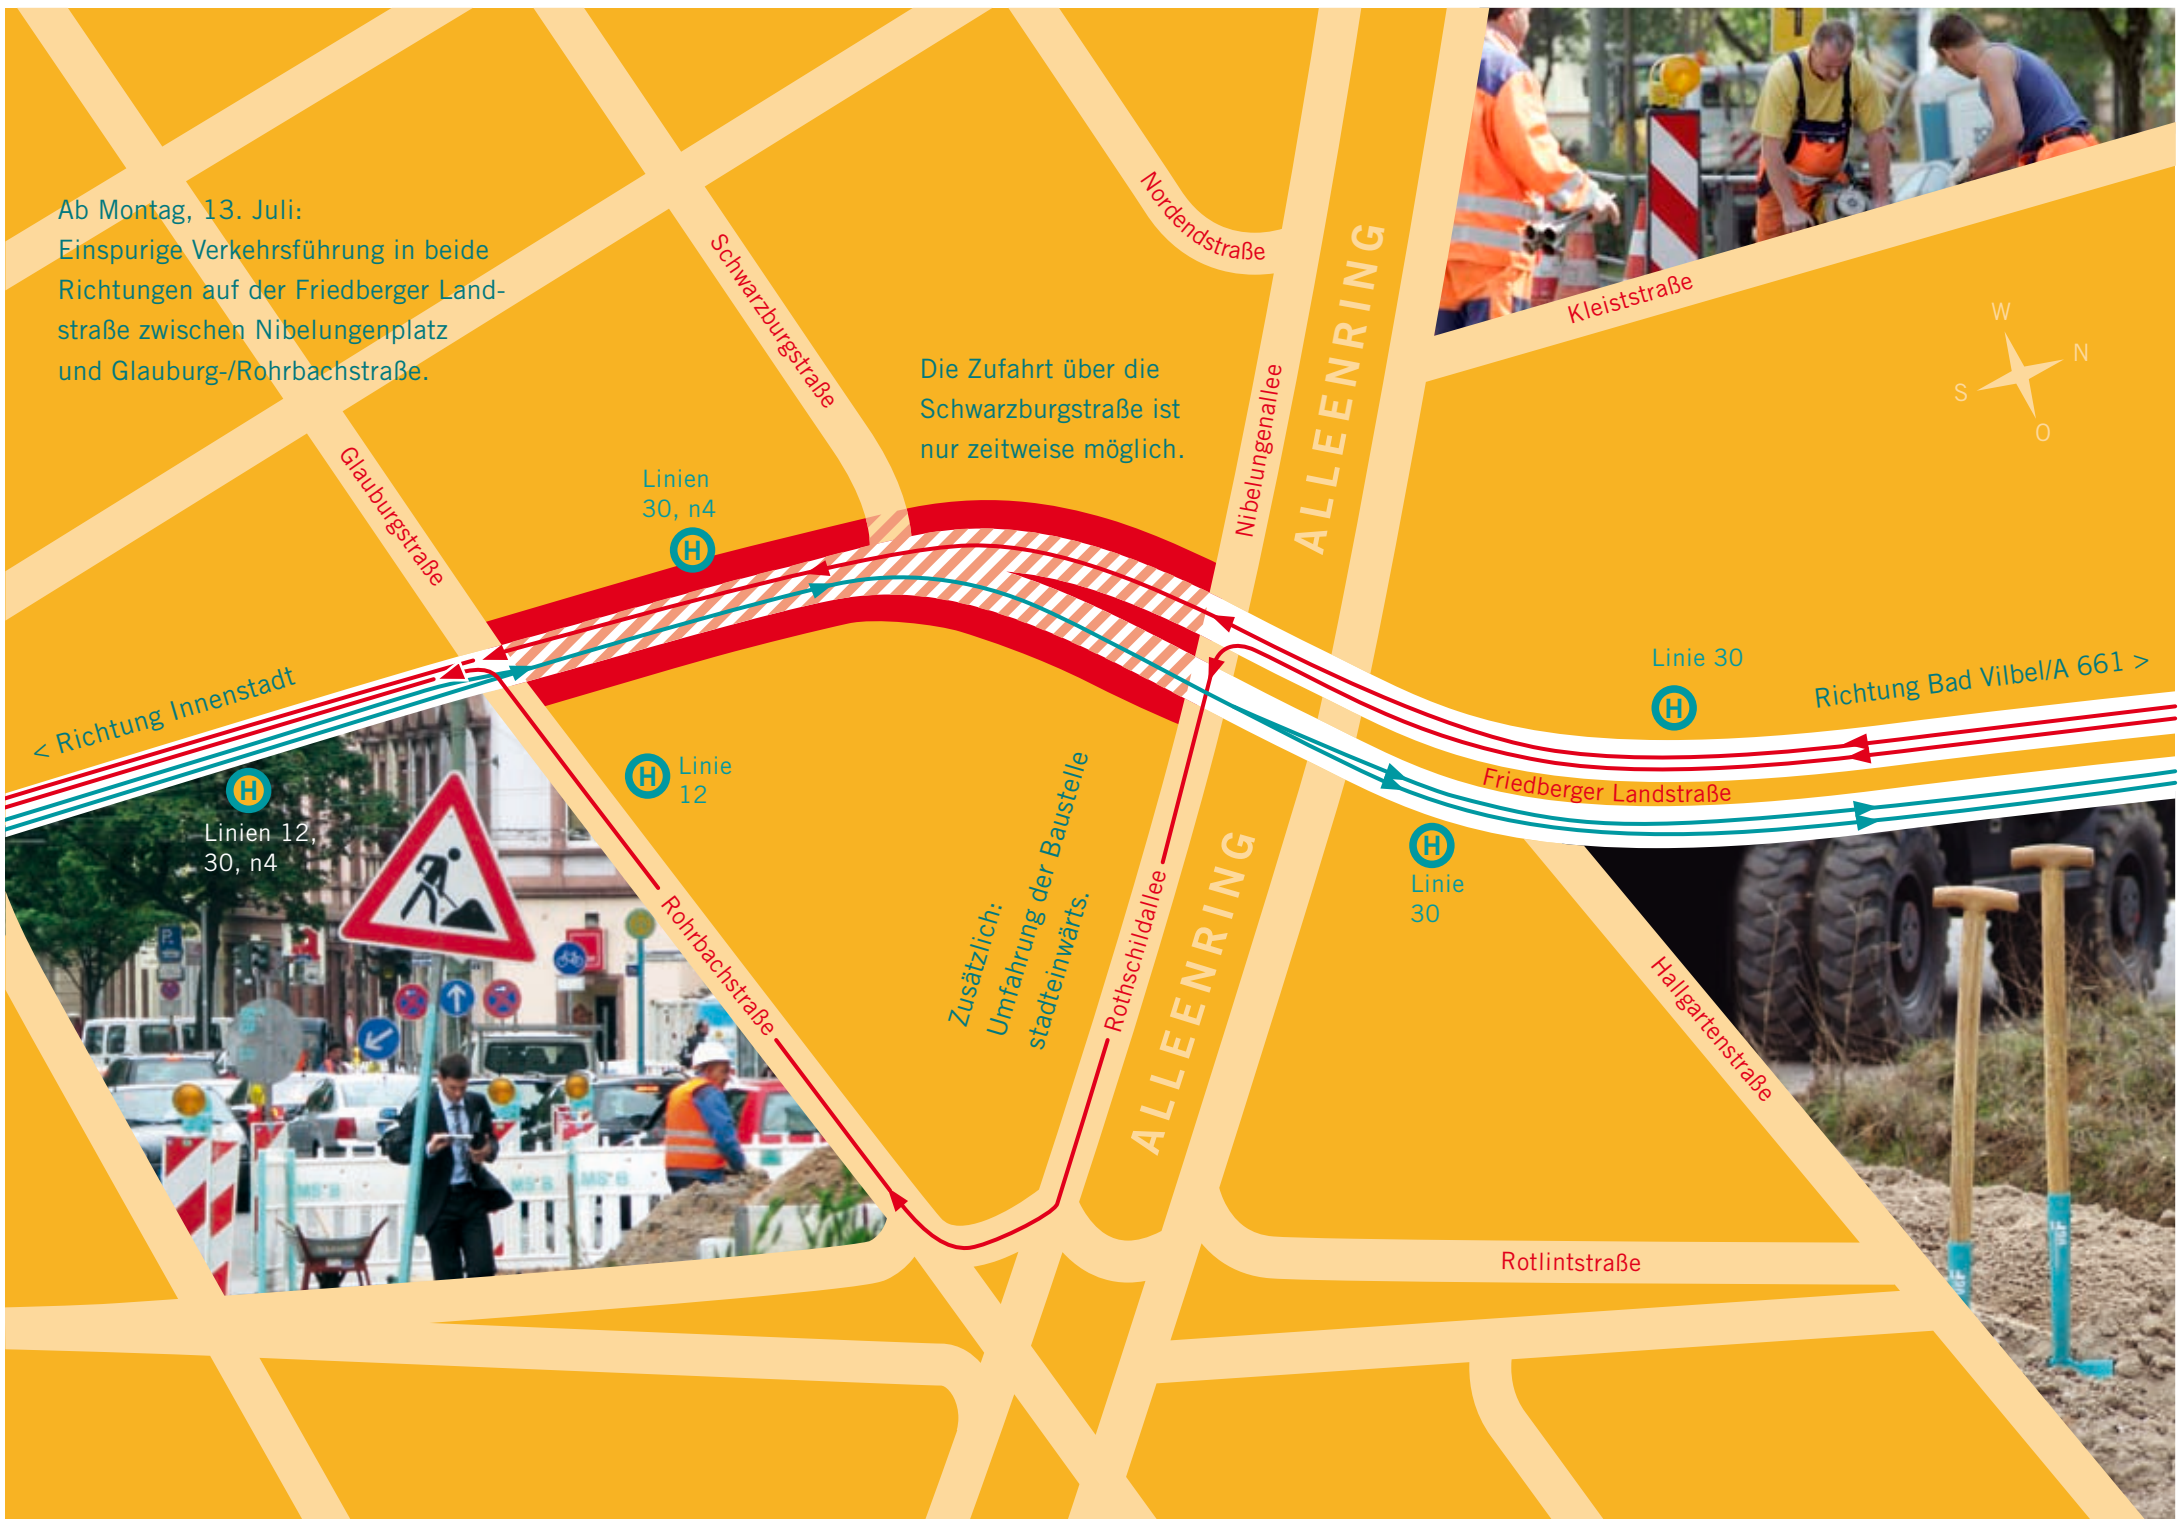 Ab Montag, 13. Juli:
Einspurige Verkehrsführung in beide
Richtungen auf der Friedberger Land-
straße zwischen Nibelungenplatz
und Glauburg-/Rohrbachstraße.
Schwarzburgstraße
Nordendstraße
Kleiststraße
W
N
S
O
Die Zufahrt über die
Schwarzburgstraße ist
nur zeitweise möglich.
Nibelungenallee
ALLEENRING
Glauburgstraße
Linien
30, n4
H
Linie 30
H
Richtung Bad Vilbel/A 661 >
< Richtung Innenstadt
H
Linien 12,
30, n4
H
Linie
12
Friedberger Landstraße
H
Linie
30
Zusätzlich:
Umfahrung der Baustelle
stadteinwärts.
Rohrbachstraße
Rothschildallee
ALLEENRING
Hallgartenstraße
Rotlintstraße